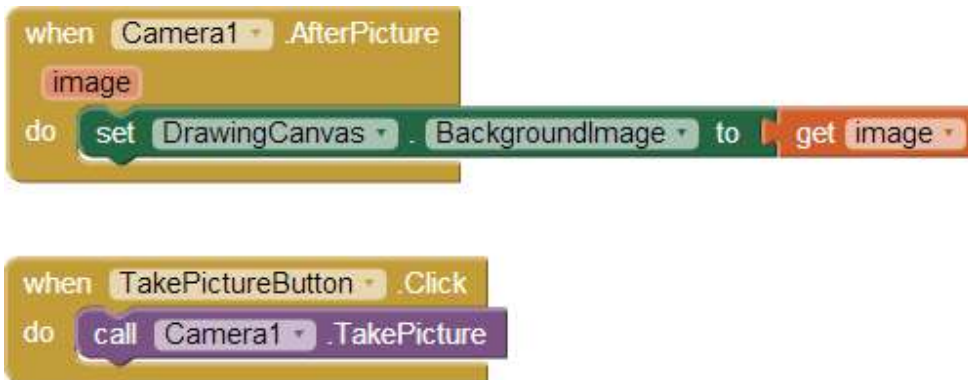 when Camera1 .AfterPicture
image
do set DrawingCanvas . BackgroundImage to get image
when TakePictureButton .Click
do call Camera1 .TakePicture